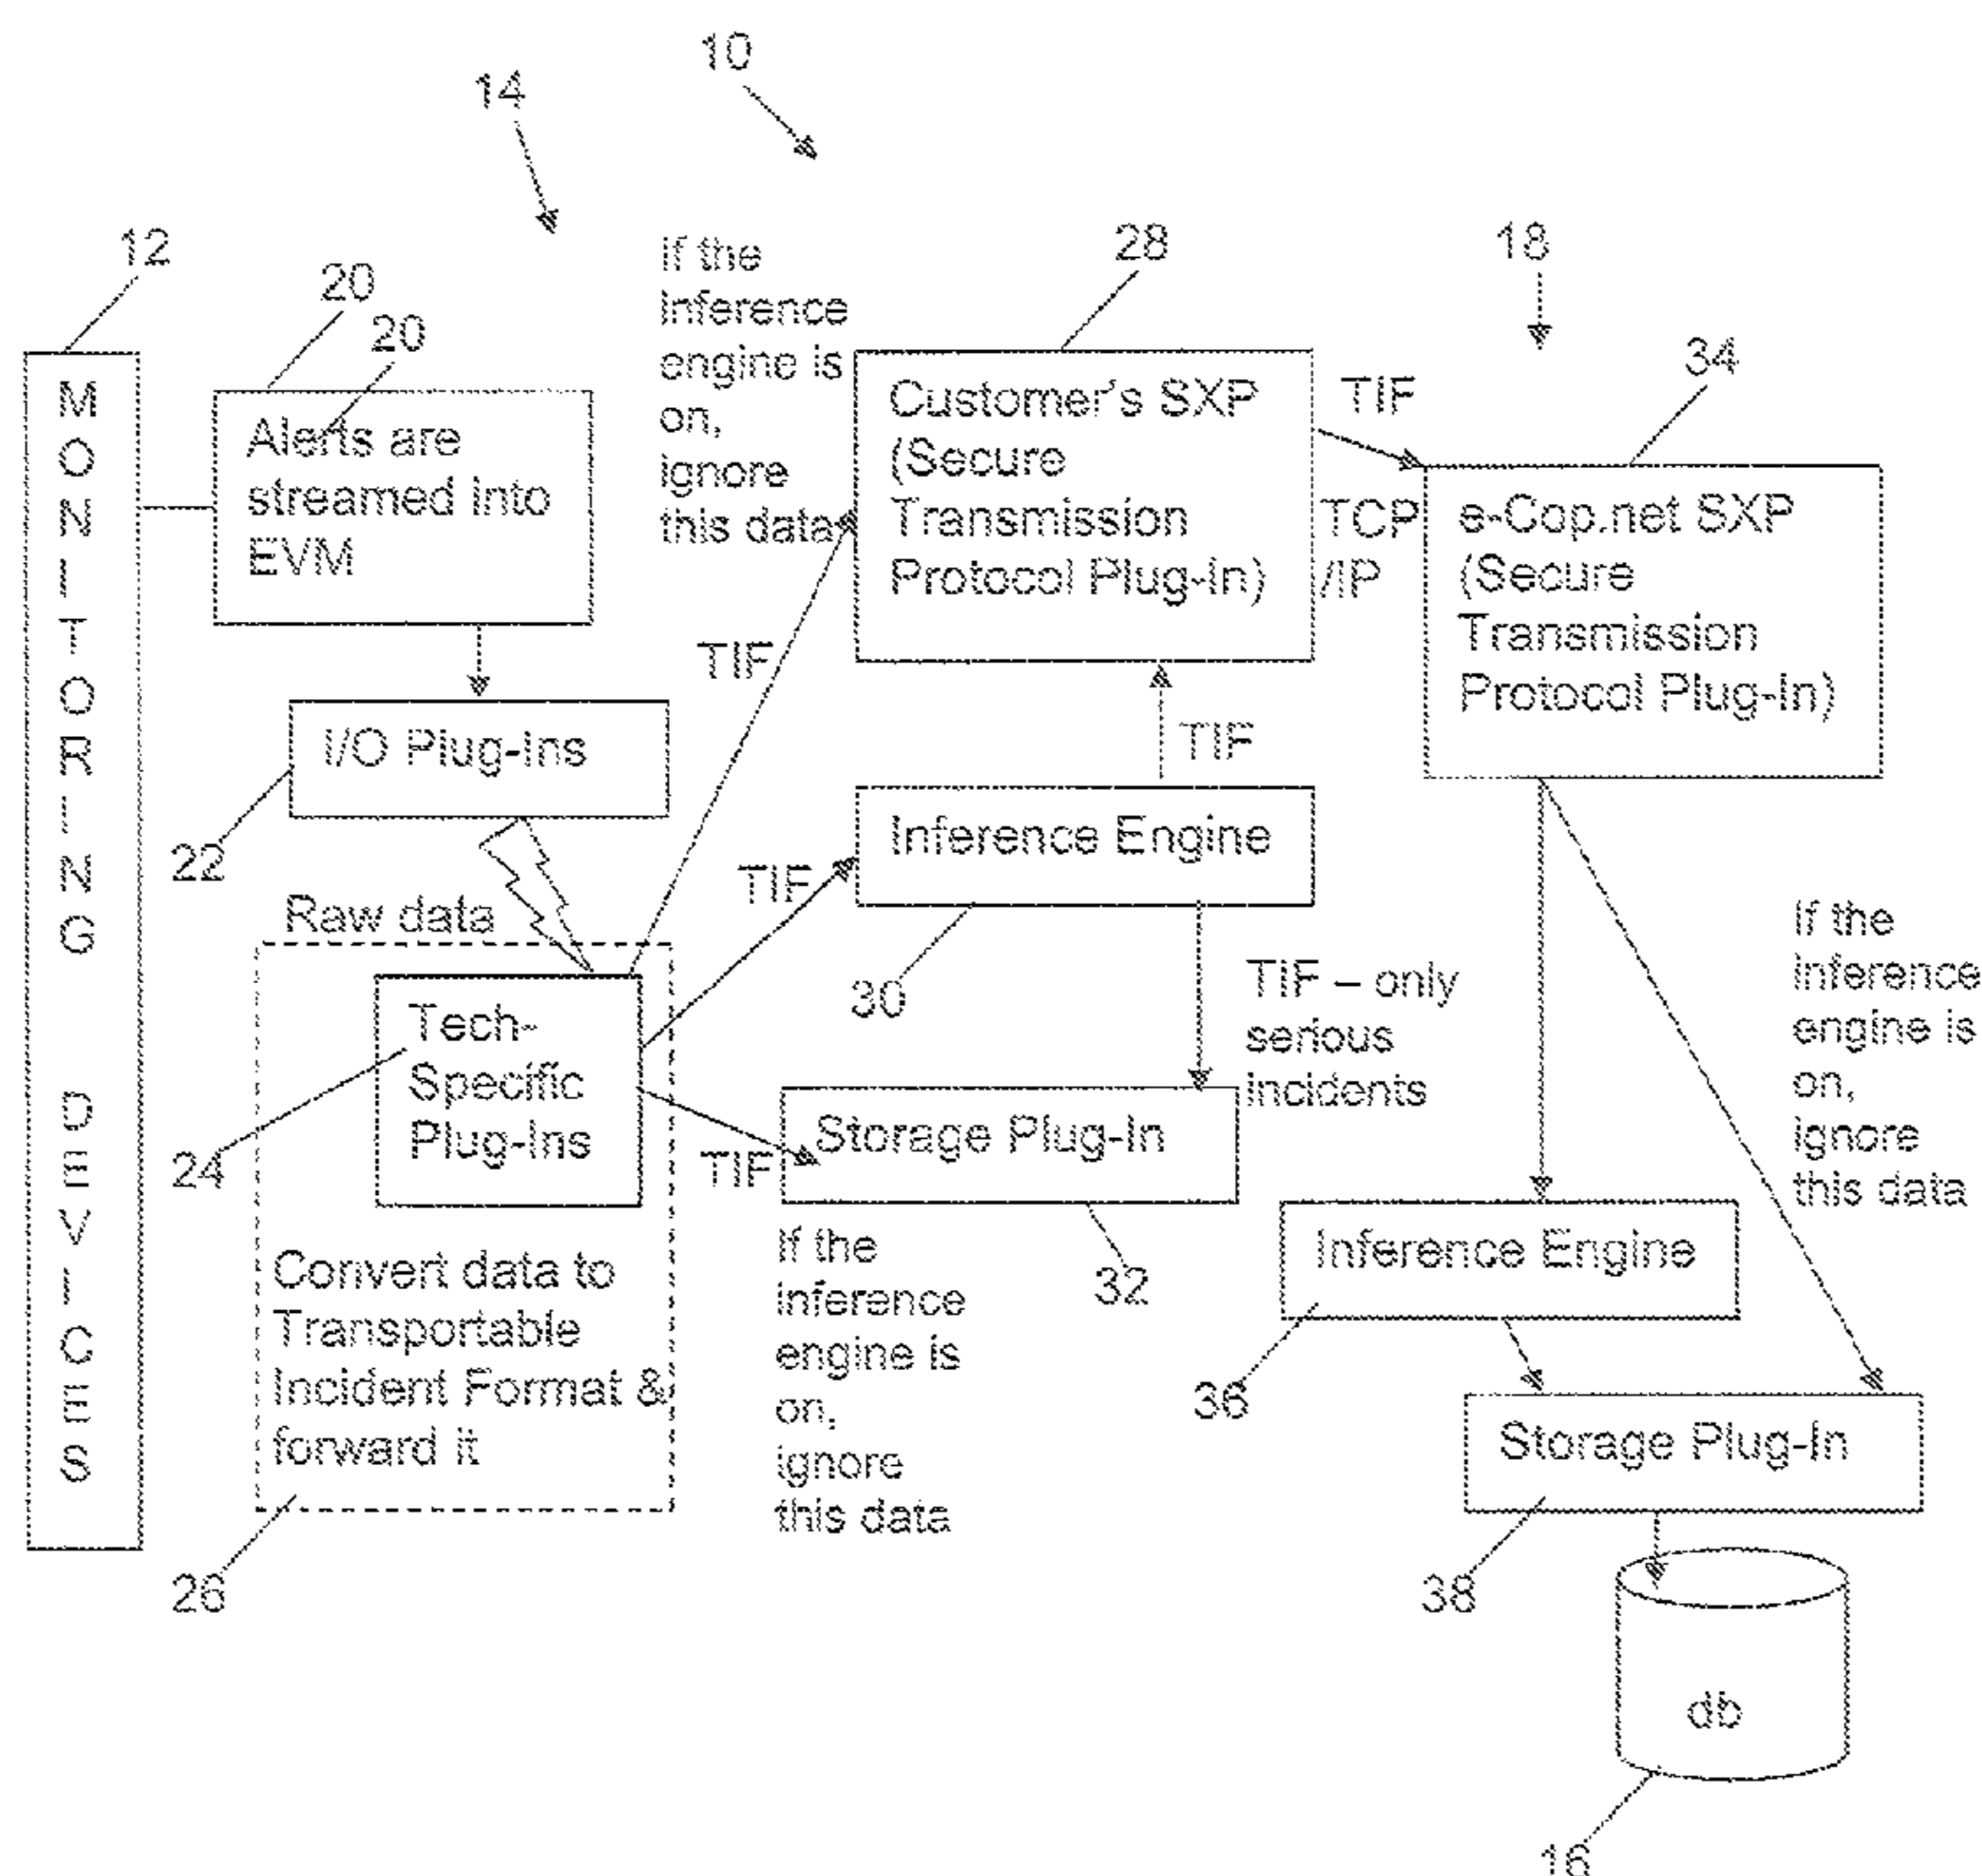 10
14
12
20
20
28
18
34
MONITORING DEVICES
Alerts are
streamed into
EVM
If the
inference
engine is
on,
ignore
this data
Customer's SXP
(Secure
Transmission
Protocol Plug-In)
TIF
TCP
/IP
e-Cop.net SXP
(Secure
Transmission
Protocol Plug-In)
TIF
I/O Plug-Ins
22
TIF
Inference Engine
30
TIF
Raw data
Tech-
Specific
Plug-Ins
24
Convert data to
Transportable
Incident Format &
forward it
26
TIF – only
serious
incidents
TIF
Storage Plug-In
32
If the
inference
engine is
on,
ignore
this data
If the
inference
engine is
on,
ignore
this data
Inference Engine
36
Storage Plug-In
38
db
16